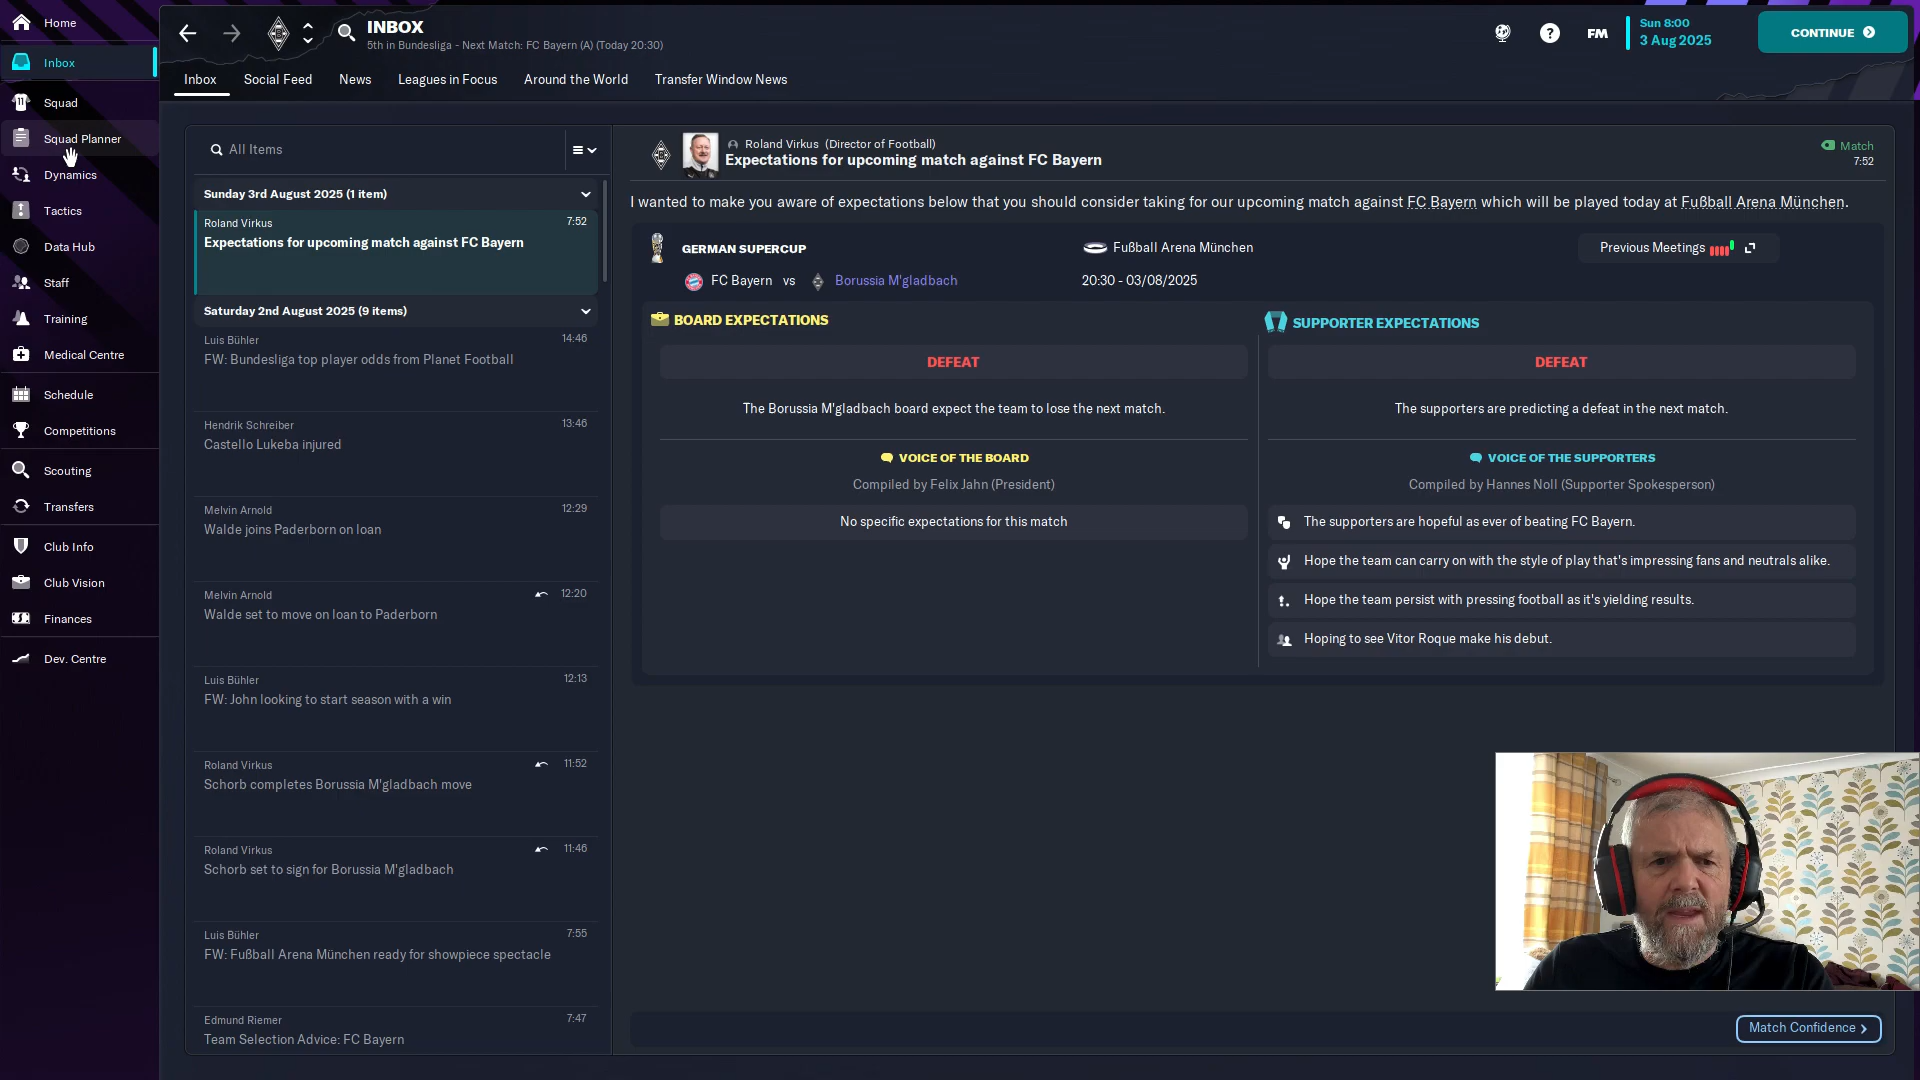 Home
Inbox
Squad
Squad Planner
Dynamics
Tactics
Data Hub
Staff
Training
Medical Centre
Schedule
Competitions
Scouting
Transfers
Club Info
Club Vision
Finances
Dev. Centre
INBOX
5th in Bundesliga - Next Match: FC Bayern (A) (Today 20:30)
FM
Sun 8:00
3 Aug 2025
CONTINUE
Inbox
Social Feed
News
Leagues in Focus
Around the World
Transfer Window News
All Items
Sunday 3rd August 2025 (1 item)
Roland Virkus 7:52
Expectations for upcoming match against FC Bayern
Saturday 2nd August 2025 (9 items)
Luis Bühler 14:46
FW: Bundesliga top player odds from Planet Football
Hendrik Schreiber 13:46
Castello Lukeba injured
Melvin Arnold 12:29
Walde joins Paderborn on loan
Melvin Arnold 12:20
Walde set to move on loan to Paderborn
Luis Bühler 12:13
FW: John looking to start season with a win
Roland Virkus 11:52
Schorb completes Borussia M'gladbach move
Roland Virkus 11:46
Schorb set to sign for Borussia M'gladbach
Luis Bühler 7:55
FW: Fußball Arena München ready for showpiece spectacle
Edmund Riemer 7:47
Team Selection Advice: FC Bayern
Roland Virkus (Director of Football)
Expectations for upcoming match against FC Bayern
Match
7:52
I wanted to make you aware of expectations below that you should consider taking for our upcoming match against FC Bayern which will be played today at Fußball Arena München.
GERMAN SUPERCUP
Fußball Arena München
Previous Meetings
FC Bayern vs Borussia M'gladbach
20:30 - 03/08/2025
BOARD EXPECTATIONS
DEFEAT
The Borussia M'gladbach board expect the team to lose the next match.
VOICE OF THE BOARD
Compiled by Felix Jahn (President)
No specific expectations for this match
SUPPORTER EXPECTATIONS
DEFEAT
The supporters are predicting a defeat in the next match.
VOICE OF THE SUPPORTERS
Compiled by Hannes Noll (Supporter Spokesperson)
The supporters are hopeful as ever of beating FC Bayern.
Hope the team can carry on with the style of play that's impressing fans and neutrals alike.
Hope the team persist with pressing football as it's yielding results.
Hoping to see Vitor Roque make his debut.
Match Confidence